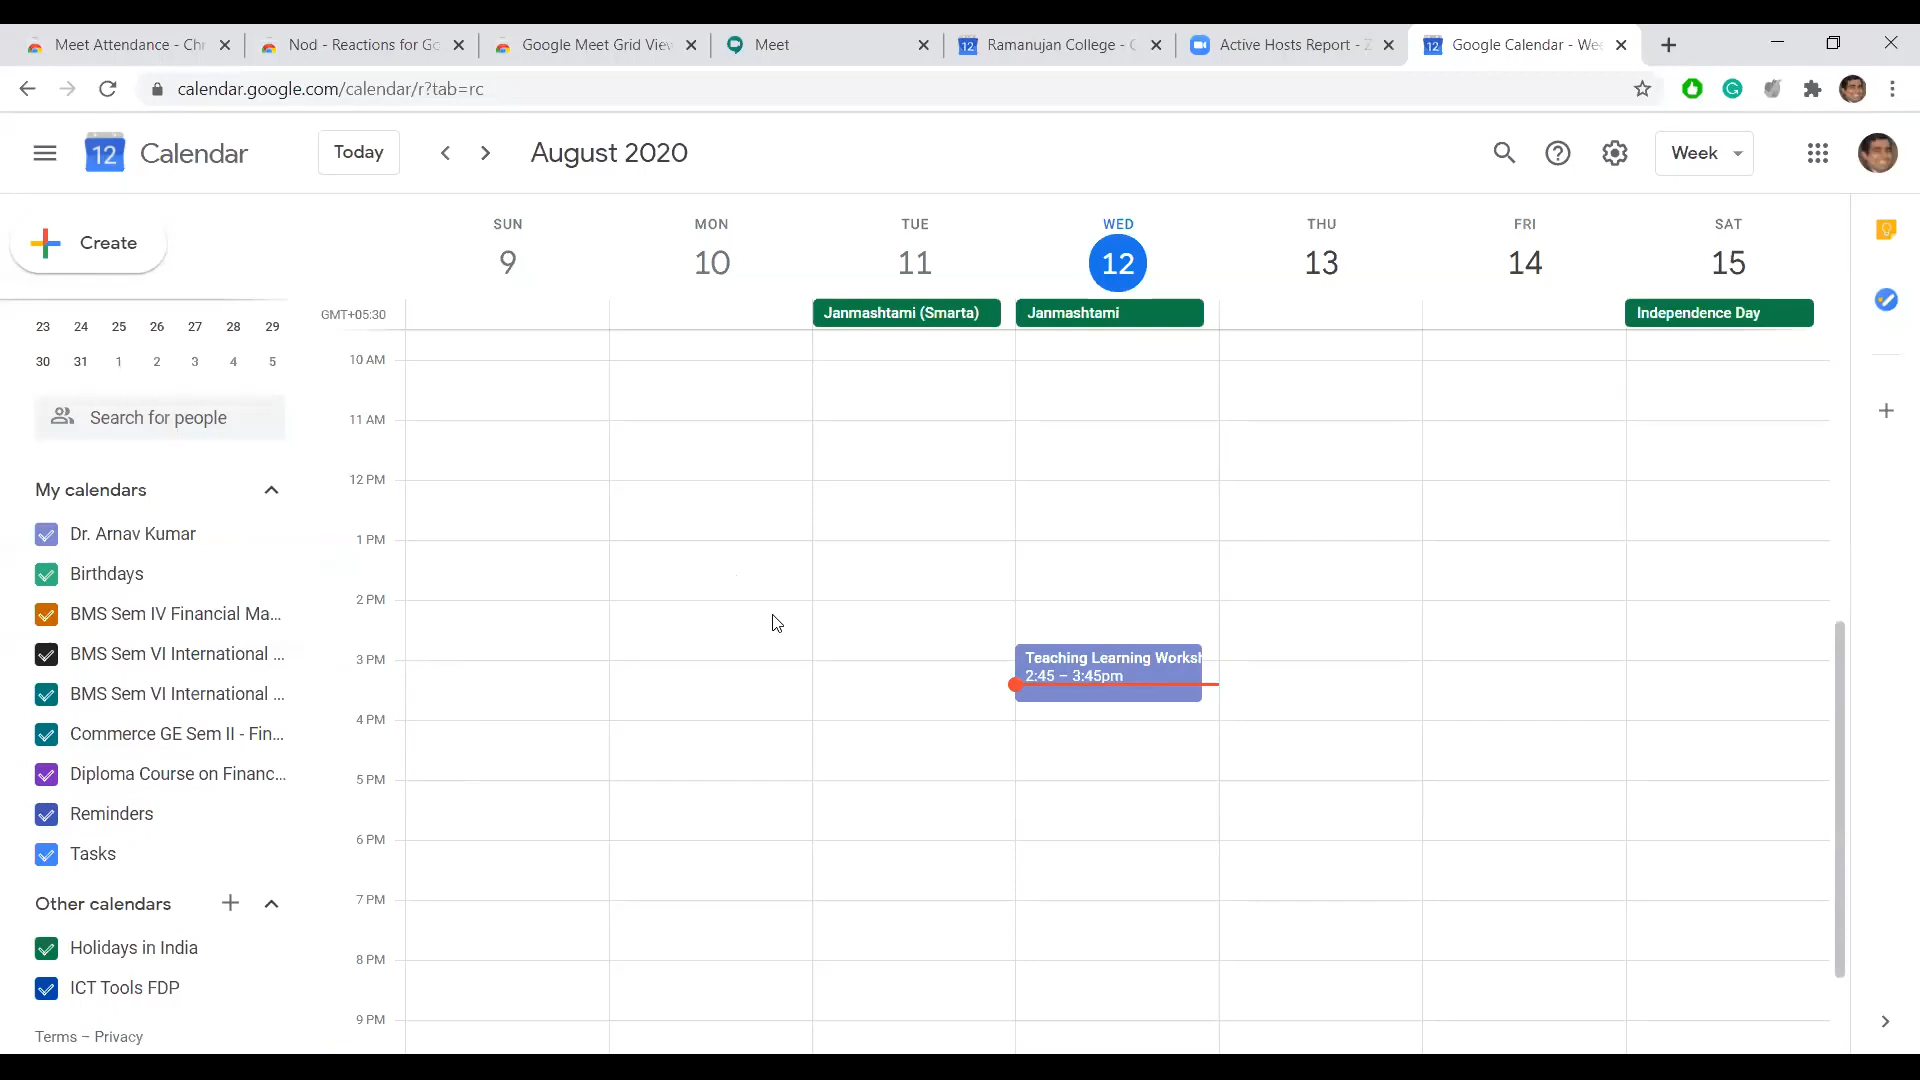 Meet Attendance - Chr
Nod - Reactions for Go
Google Meet Grid View
Meet
Ramanujan College - C
Active Hosts Report - Z
Google Calendar - Wee
calendar.google.com/calendar/r?tab=rc
12 Calendar
Today
August 2020
Week
Create
SUN MON TUE WED THU FRI SAT
9 10 11 12 13 14 15
GMT+05:30
Janmashtami (Smarta)
Janmashtami
Independence Day
23 24 25 26 27 28 29
30 31 1 2 3 4 5
Search for people
My calendars
Dr. Arnav Kumar
Birthdays
BMS Sem IV Financial Ma...
BMS Sem VI International ...
BMS Sem VI International ...
Commerce GE Sem II - Fin...
Diploma Course on Financ...
Reminders
Tasks
Other calendars
Holidays in India
ICT Tools FDP
Terms – Privacy
10 AM
11 AM
12 PM
1 PM
2 PM
3 PM
4 PM
5 PM
6 PM
7 PM
8 PM
9 PM
Teaching Learning Worksh
2:45 – 3:45pm